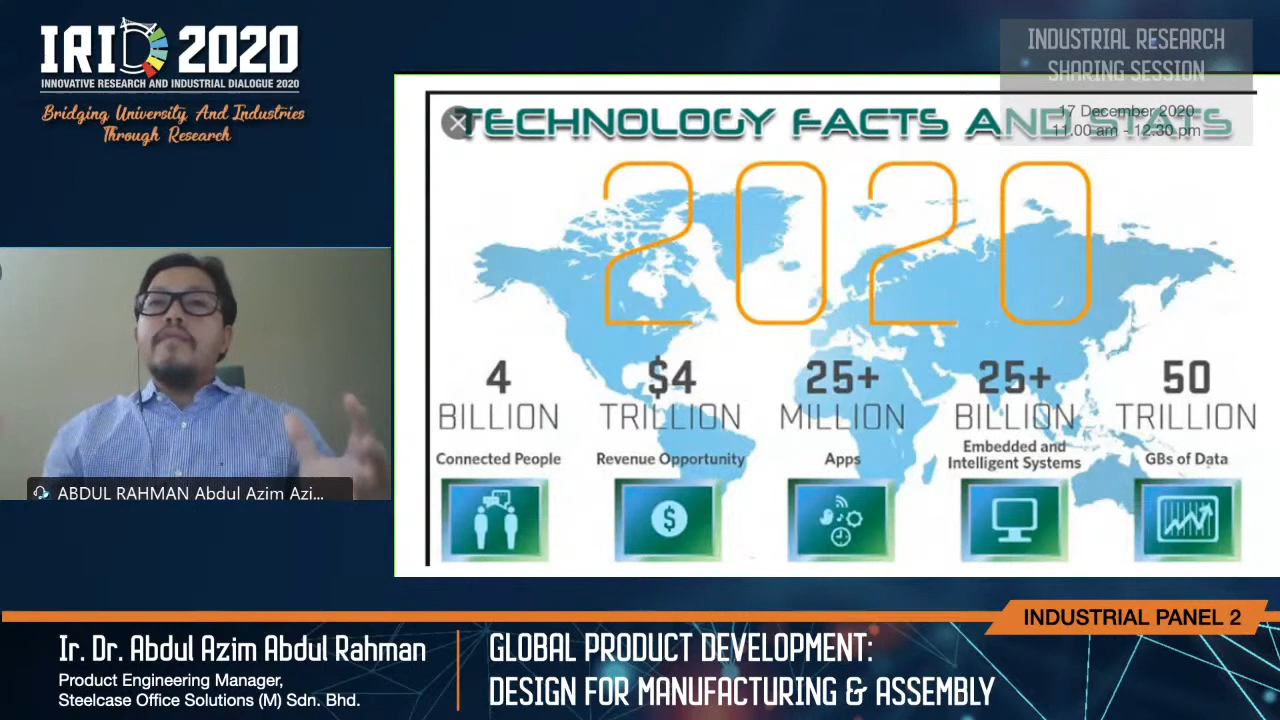 IRID 2020
INNOVATIVE RESEARCH AND INDUSTRIAL DIALOGUE 2020
Bridging University And Industries
Through Research
INDUSTRIAL RESEARCH
SHARING SESSION
17 December 2020
11.00 am - 12.30 pm
TECHNOLOGY FACTS AND STATS
2020
4
BILLION
Connected People
$4
TRILLION
Revenue Opportunity
25+
MILLION
Apps
25+
BILLION
Embedded and
Intelligent Systems
50
TRILLION
GBs of Data
ABDUL RAHMAN Abdul Azim Azi...
INDUSTRIAL PANEL 2
Ir. Dr. Abdul Azim Abdul Rahman
Product Engineering Manager,
Steelcase Office Solutions (M) Sdn. Bhd.
GLOBAL PRODUCT DEVELOPMENT:
DESIGN FOR MANUFACTURING & ASSEMBLY